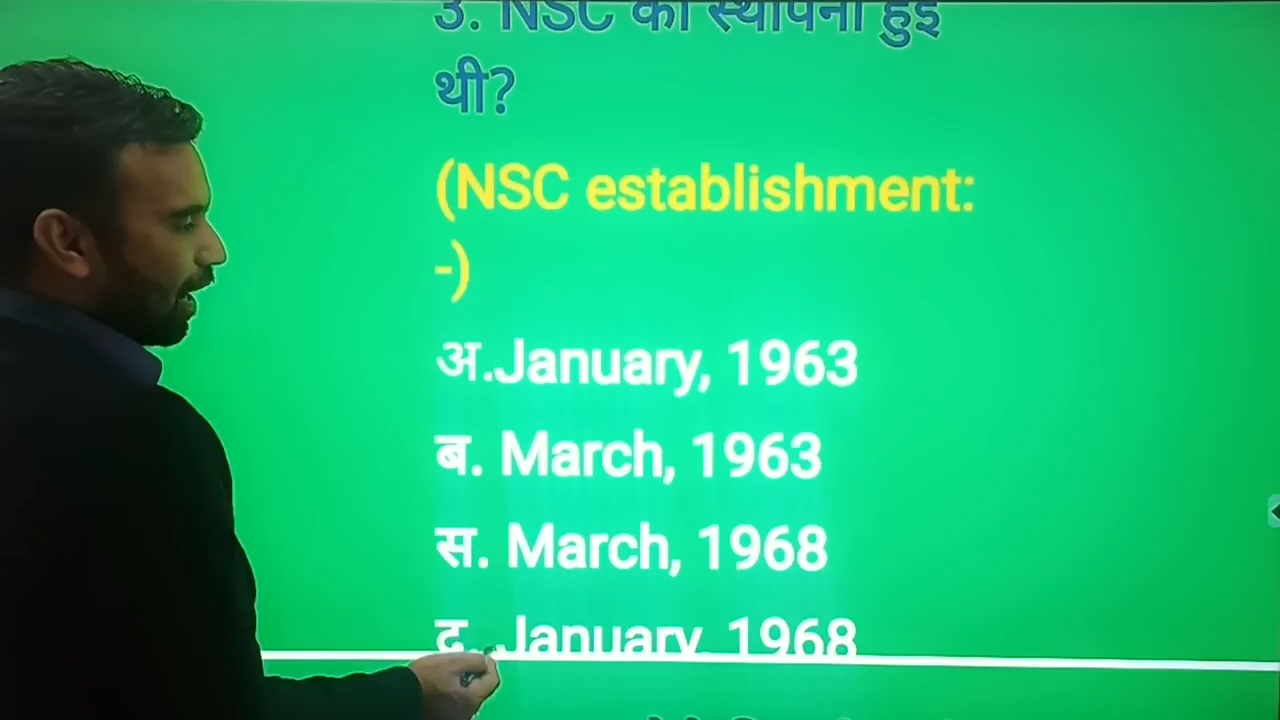 3. NSC की स्थापना हुई
थी?
(NSC establishment:
-)
अ.January, 1963
ब. March, 1963
स. March, 1968
द. January, 1968